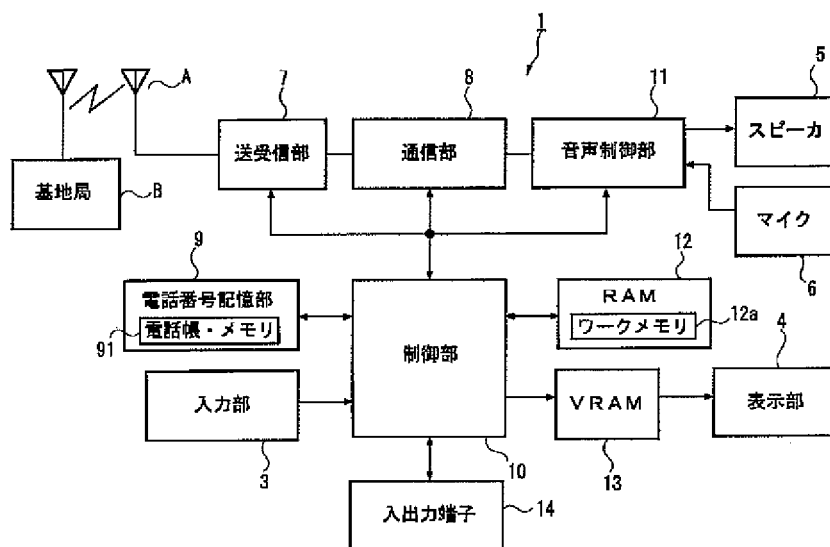 1
A
7
8
11
5
送受信部
通信部
音声制御部
スピーカ
基地局
B
マイク
6
9
12
電話番号記憶部
RAM
91
電話帳・メモリ
ワークメモリ
12a
制御部
4
入力部
VRAM
表示部
3
10
13
入出力端子
14